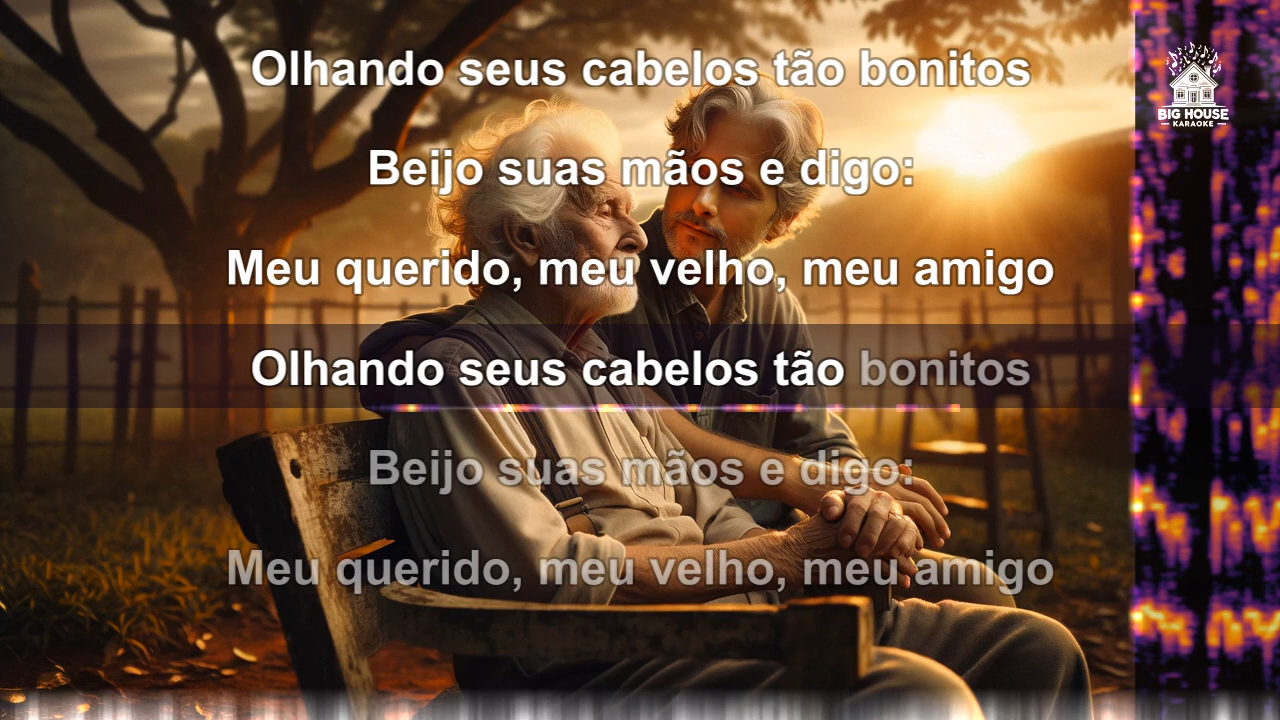 Olhando seus cabelos tão bonitos
Beijo suas mãos e digo:
Meu querido, meu velho, meu amigo
Olhando seus cabelos tão bonitos
Beijo suas mãos e digo:
Meu querido, meu velho, meu amigo
BIG HOUSE
KARAOKE